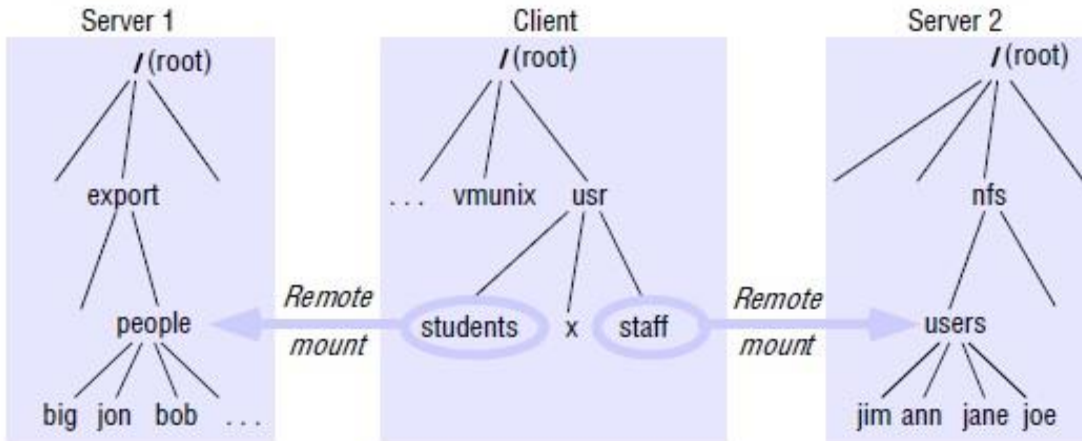 Server 1 Client Server 2
/ (root) / (root) / (root)
export . . . vmunix usr nfs
Remote Remote
people students x staff users
mount mount
big jon bob . . . jim ann jane joe